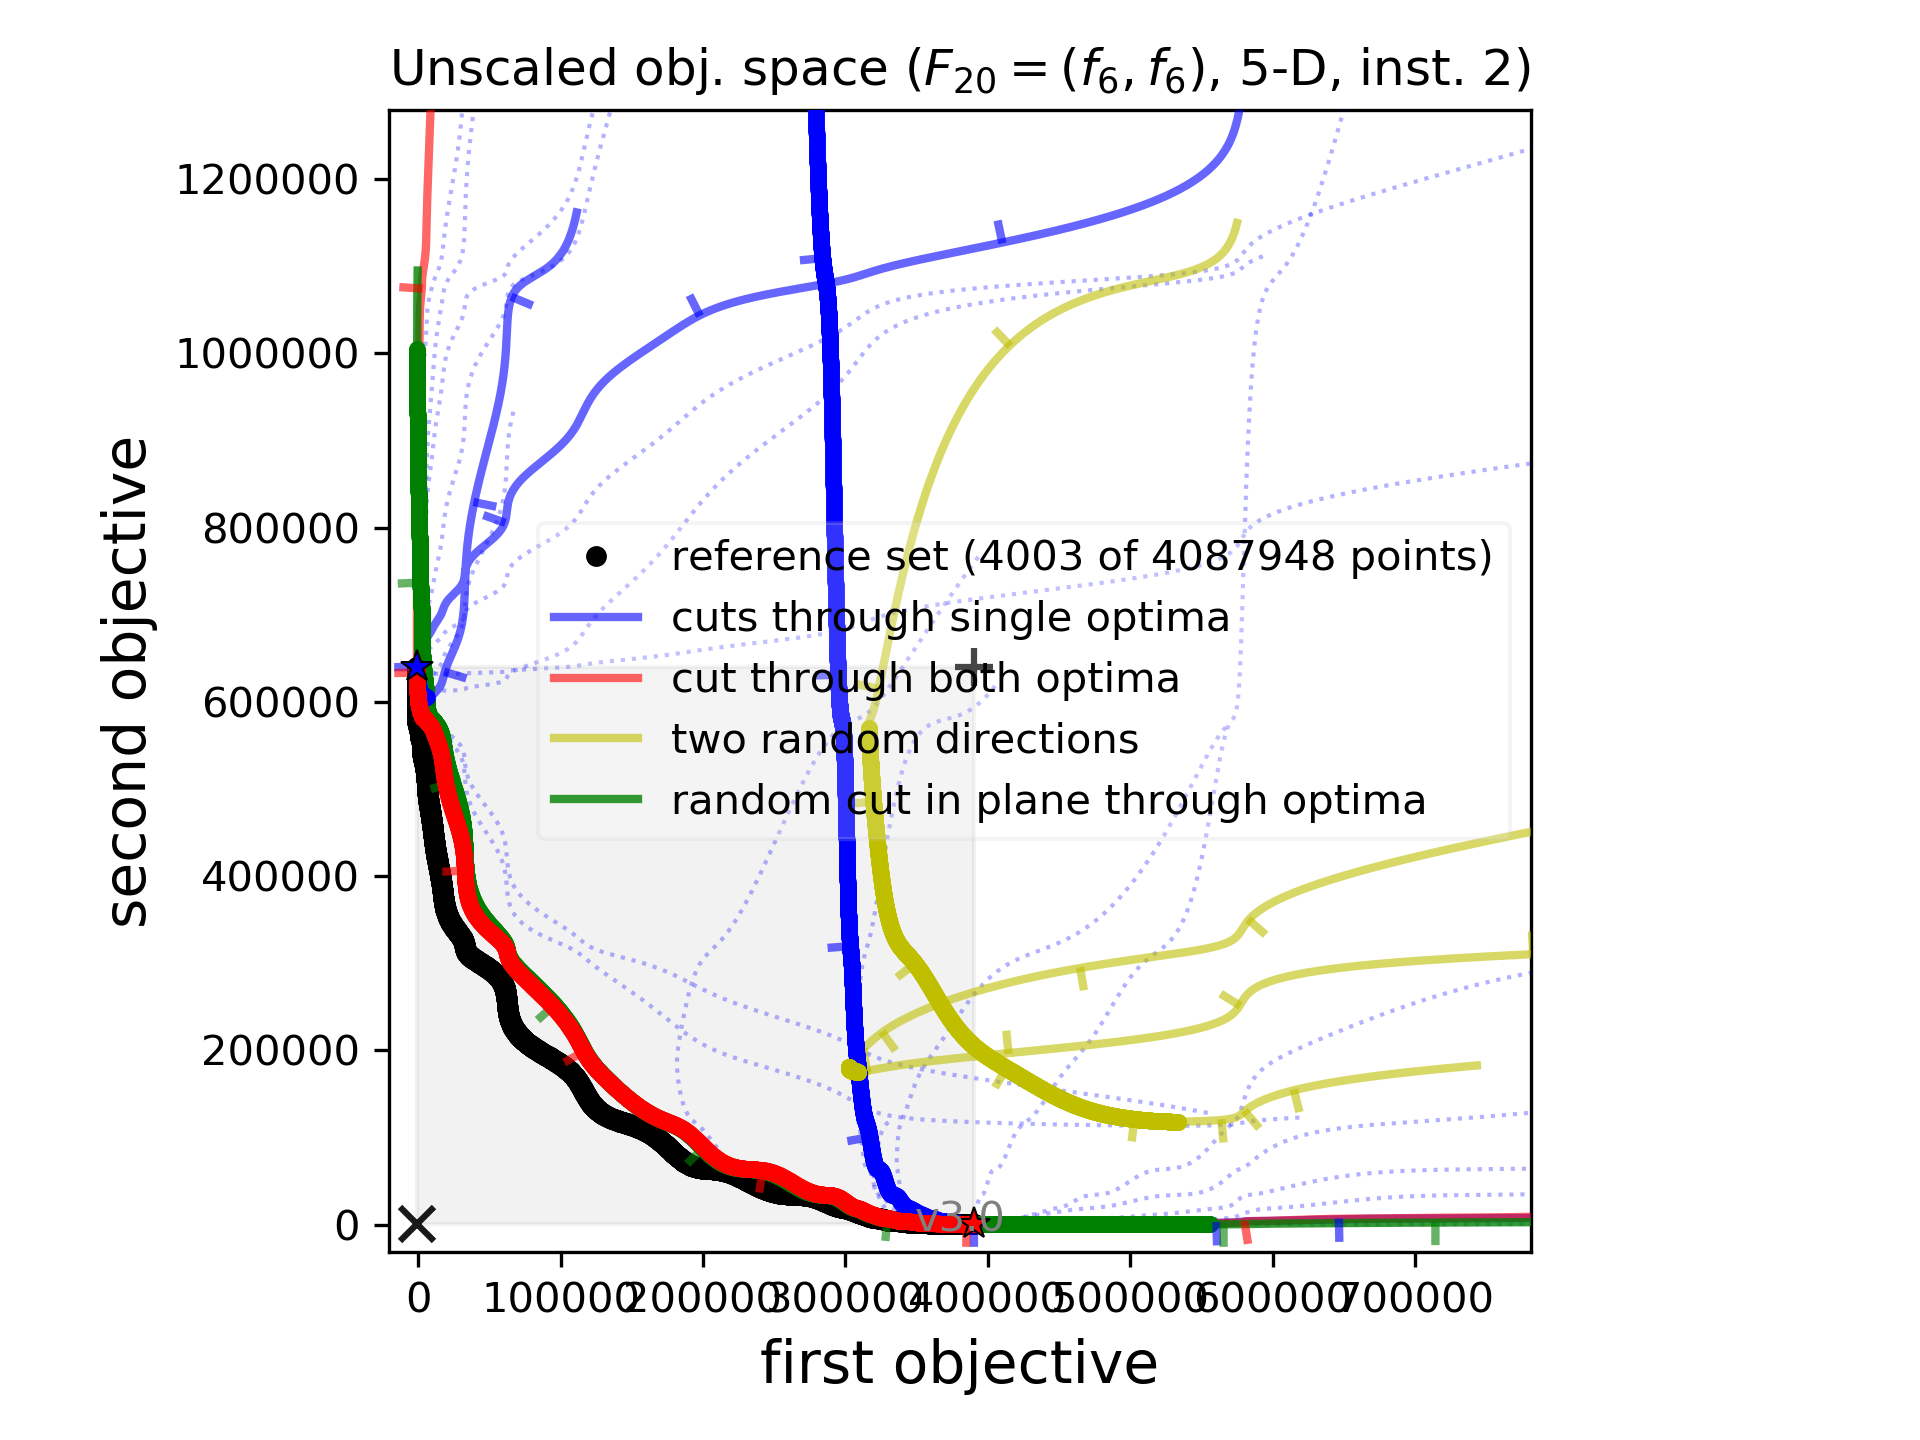 Unscaled obj. space (F20 = (f6, f6), 5-D, inst. 2)
1200000
1000000
800000
600000
400000
200000
0
second objective
reference set (4003 of 4087948 points)
cuts through single optima
cut through both optima
two random directions
random cut in plane through optima
v3.0
0 100000 200000 300000 400000 500000 600000 700000
first objective